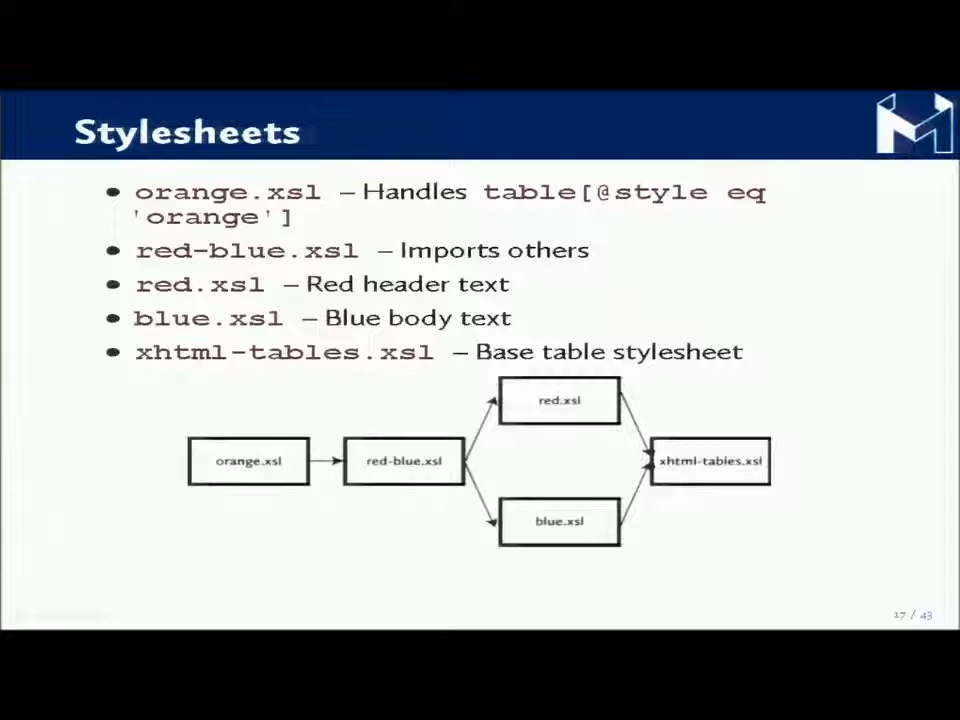 Stylesheets
• orange.xsl – Handles table[@style eq
'orange']
• red-blue.xsl – Imports others
• red.xsl – Red header text
• blue.xsl – Blue body text
• xhtml-tables.xsl – Base table stylesheet
red.xsl
orange.xsl
red-blue.xsl
xhtml-tables.xsl
blue.xsl
17 / 43